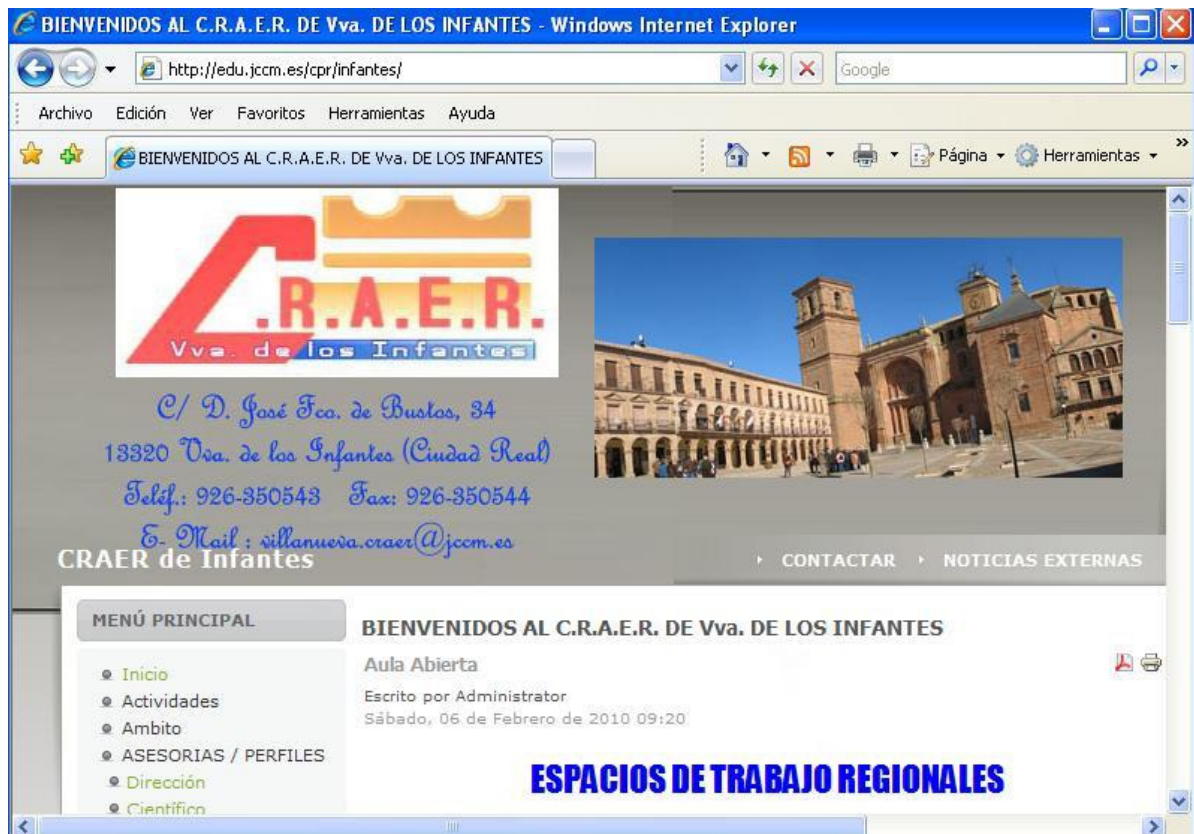 BIENVENIDOS AL C.R.A.E.R. DE Vva. DE LOS INFANTES - Windows Internet Explorer
http://edu.jccm.es/cpr/infantes/
Google
Archivo Edición Ver Favoritos Herramientas Ayuda
BIENVENIDOS AL C.R.A.E.R. DE Vva. DE LOS INFANTES
Página Herramientas
C.R.A.E.R.
Vva. de los Infantes
C/ D. José Fco. de Bustos, 34
13320 Vva. de los Infantes (Ciudad Real)
Teléf.: 926-350543 Fax: 926-350544
E- Mail : villanueva.craer@jccm.es
CRAER de Infantes
CONTACTAR NOTICIAS EXTERNAS
MENÚ PRINCIPAL
Inicio
Actividades
Ambito
ASESORIAS / PERFILES
Dirección
Científico
BIENVENIDOS AL C.R.A.E.R. DE Vva. DE LOS INFANTES
Aula Abierta
Escrito por Administrator
Sábado, 06 de Febrero de 2010 09:20
ESPACIOS DE TRABAJO REGIONALES